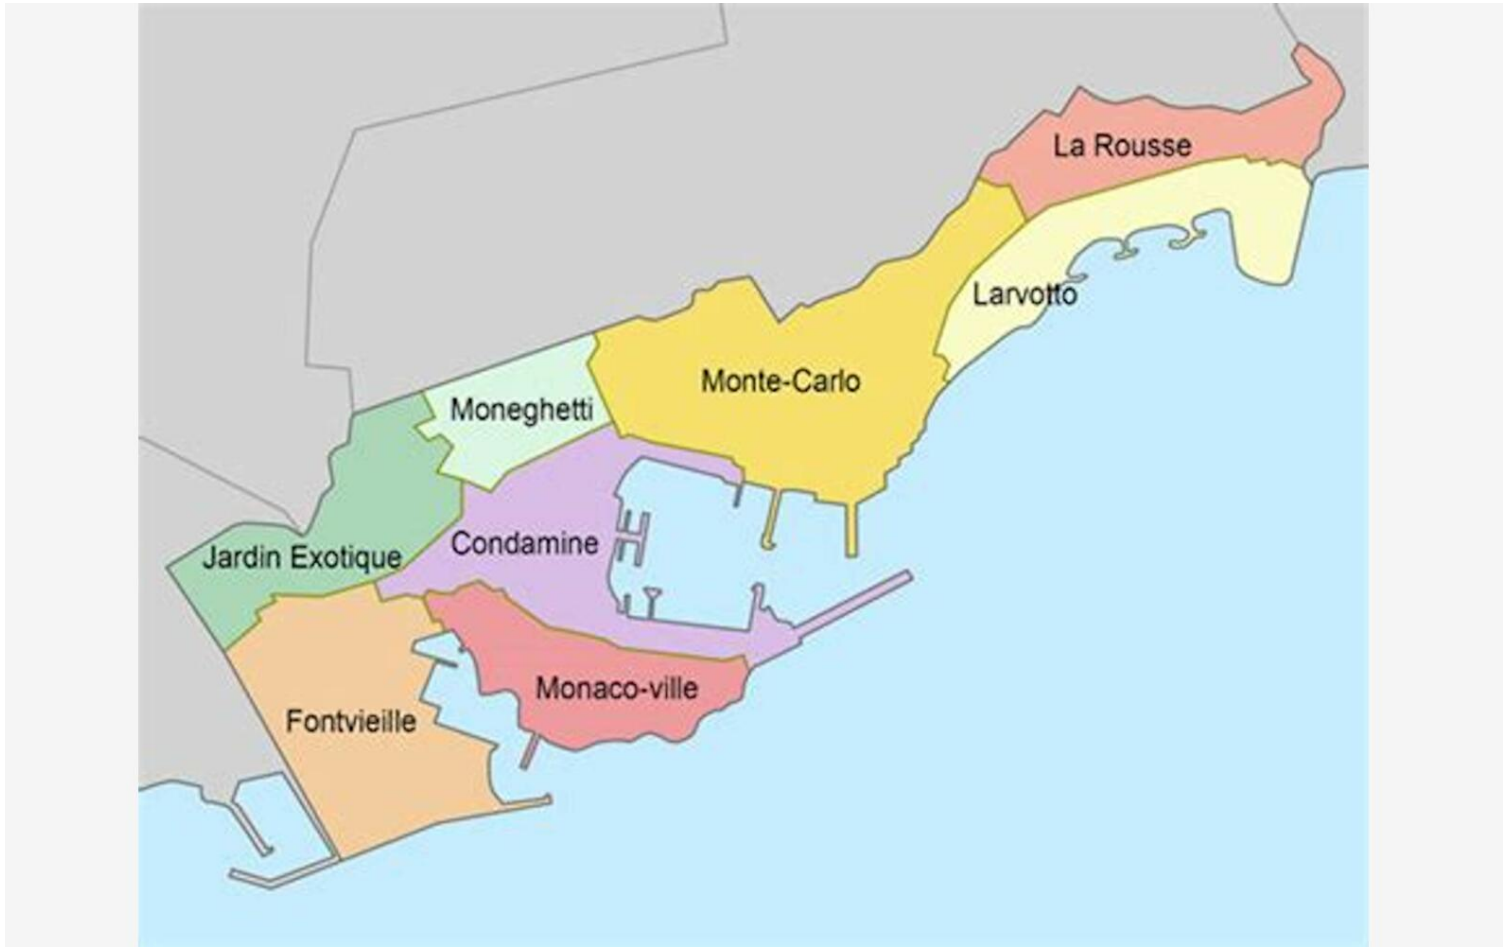 La Rousse
Larvotto
Monte-Carlo
Moneghetti
Condamine
Jardin Exotique
Monaco-ville
Fontvieille